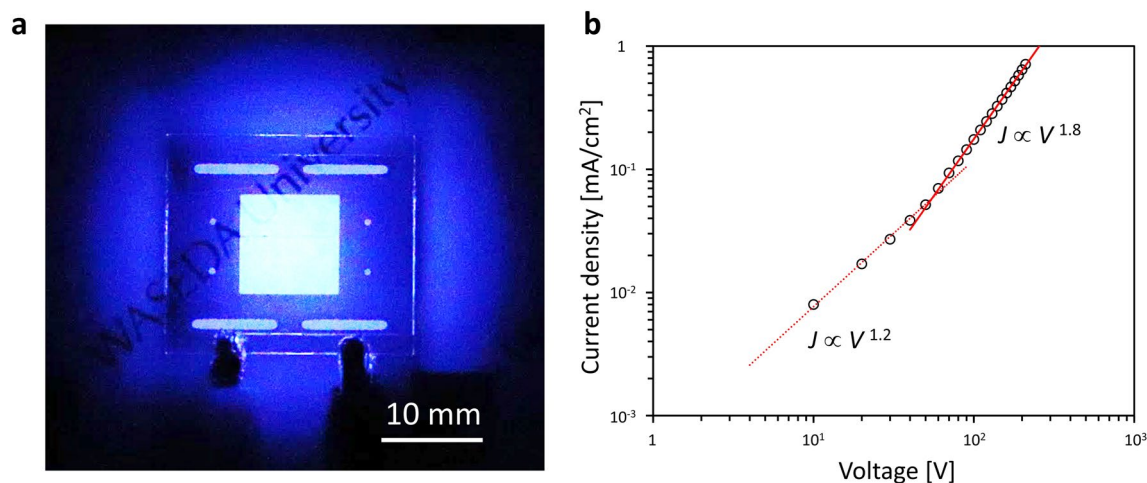 a
WASEDA University
10 mm
b
Current density [mA/cm²]
1
10⁻¹
10⁻²
10⁻³
J ∝ V 1.8
J ∝ V 1.2
1
10¹
10²
10³
Voltage [V]